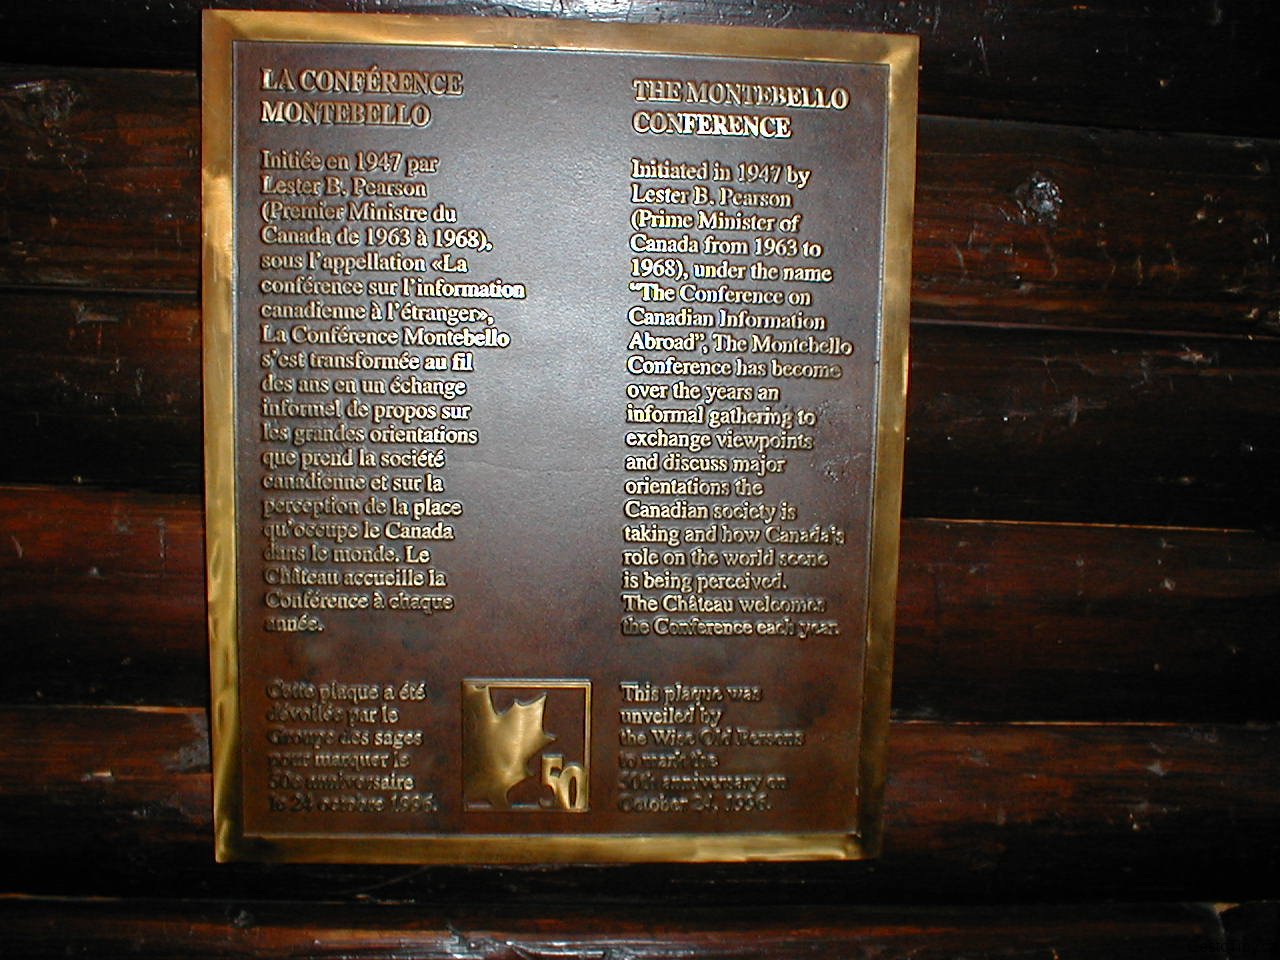 LA CONFÉRENCE
MONTEBELLO
Initiée en 1947 par
Lester B. Pearson
(Premier Ministre du
Canada de 1963 à 1968),
sous l'appellation «La
conférence sur l'information
canadienne à l'étranger»,
La Conférence Montebello
s'est transformée au fil
des ans en un échange
informel de propos sur
les grandes orientations
que prend la société
canadienne et sur la
perception de la place
qu'occupe le Canada
dans le monde. Le
Château accueille la
Conférence à chaque
année.
Cette plaque a été
dévoilée par le
Groupe des sages
pour marquer le
50e anniversaire
le 24 octobre 1996.
THE MONTEBELLO
CONFERENCE
Initiated in 1947 by
Lester B. Pearson
(Prime Minister of
Canada from 1963 to
1968), under the name
"The Conference on
Canadian Information
Abroad", The Montebello
Conference has become
over the years an
informal gathering to
exchange viewpoints
and discuss major
orientations the
Canadian society is
taking and how Canada's
role on the world scene
is being perceived.
The Château welcomes
the Conference each year.
This plaque was
unveiled by
the Wise Old Persons
to mark the
50th anniversary on
October 24, 1996.
50